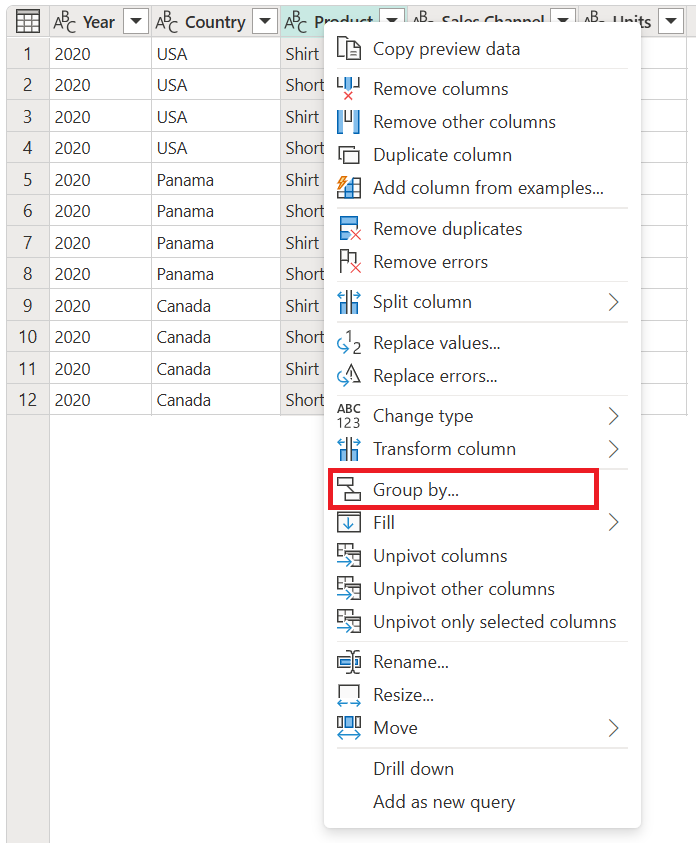 ABC Year ABC Country ABC Product ABC Sales Channel ABC Units
1 2020 USA Shirt
2 2020 USA Short
3 2020 USA Shirt
4 2020 USA Short
5 2020 Panama Shirt
6 2020 Panama Short
7 2020 Panama Shirt
8 2020 Panama Short
9 2020 Canada Shirt
10 2020 Canada Short
11 2020 Canada Shirt
12 2020 Canada Short
Copy preview data
Remove columns
Remove other columns
Duplicate column
Add column from examples...
Remove duplicates
Remove errors
Split column
Replace values...
Replace errors...
ABC
123 Change type
Transform column
Group by...
Fill
Unpivot columns
Unpivot other columns
Unpivot only selected columns
Rename...
Resize...
Move
Drill down
Add as new query